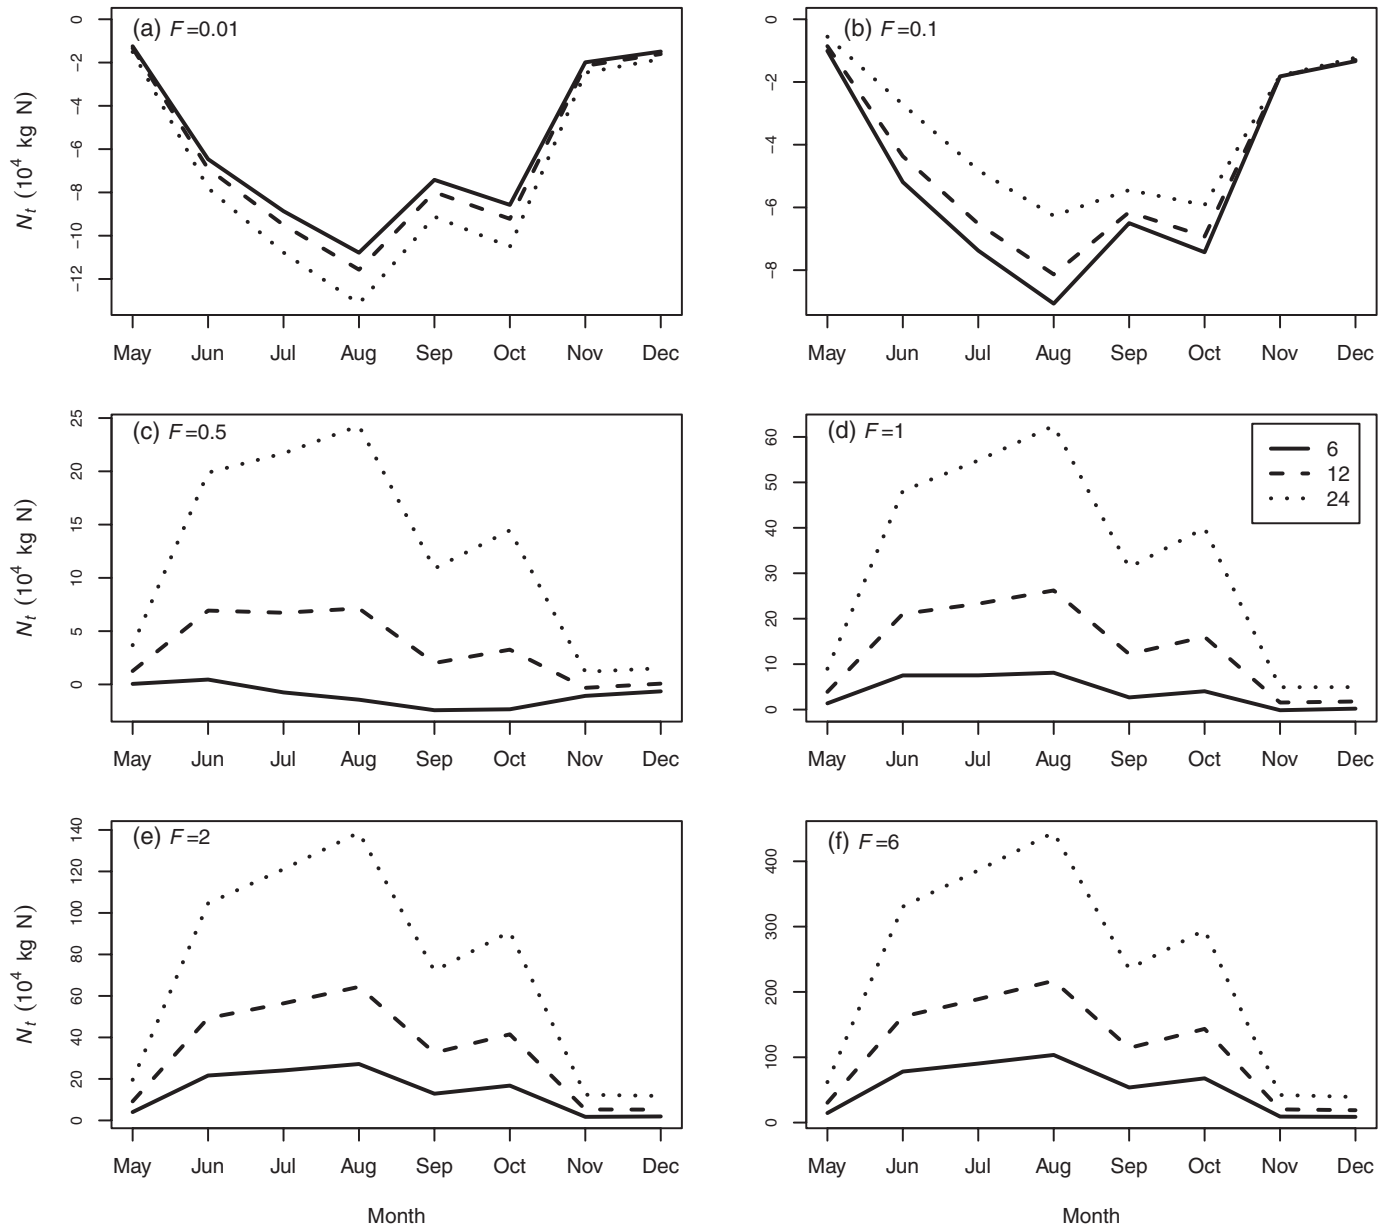 (a) F=0.01
0
−2
−4
−6
−8
−10
−12
Nt (10^4 kg N)
May Jun Jul Aug Sep Oct Nov Dec
(b) F=0.1
0
−2
−4
−6
−8
May Jun Jul Aug Sep Oct Nov Dec
(c) F=0.5
25
20
15
10
5
0
Nt (10^4 kg N)
May Jun Jul Aug Sep Oct Nov Dec
(d) F=1
60
50
40
30
20
10
0
6
12
24
May Jun Jul Aug Sep Oct Nov Dec
(e) F=2
140
120
100
80
60
40
20
0
Nt (10^4 kg N)
May Jun Jul Aug Sep Oct Nov Dec
Month
(f) F=6
400
300
200
100
0
May Jun Jul Aug Sep Oct Nov Dec
Month